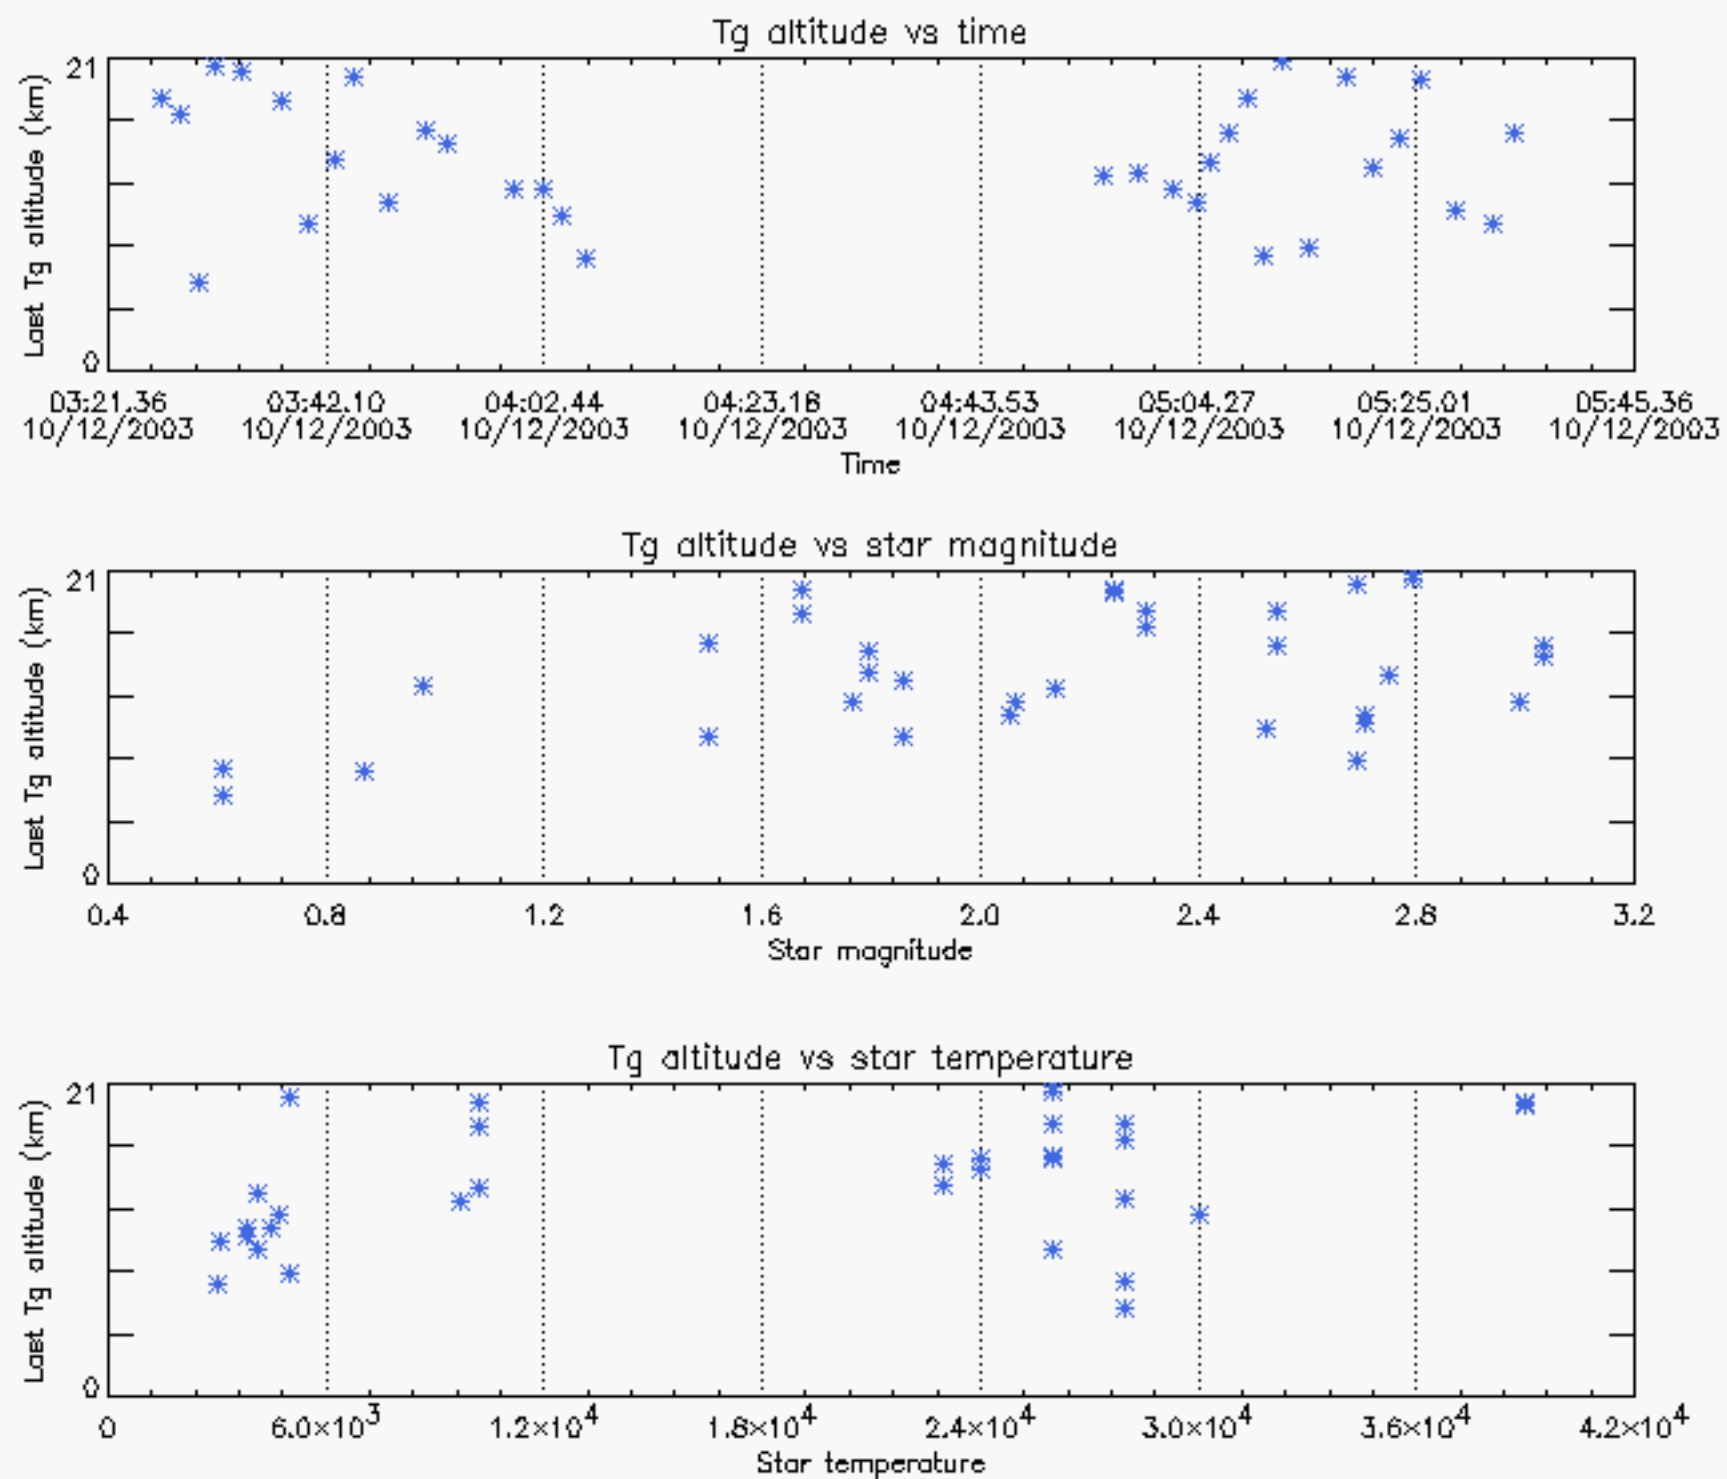 Tg altitude vs time
Last Tg altitude (km)
21
0
03:21.36 03:42.10 04:02.44 04:23.18 04:43.53 05:04.27 05:25.01 05:45.36
10/12/2003 10/12/2003 10/12/2003 10/12/2003 10/12/2003 10/12/2003 10/12/2003 10/12/2003
Time
Tg altitude vs star magnitude
Last Tg altitude (km)
21
0
0.4 0.8 1.2 1.6 2.0 2.4 2.8 3.2
Star magnitude
Tg altitude vs star temperature
Last Tg altitude (km)
21
0
0 6.0×10³ 1.2×10⁴ 1.8×10⁴ 2.4×10⁴ 3.0×10⁴ 3.6×10⁴ 4.2×10⁴
Star temperature